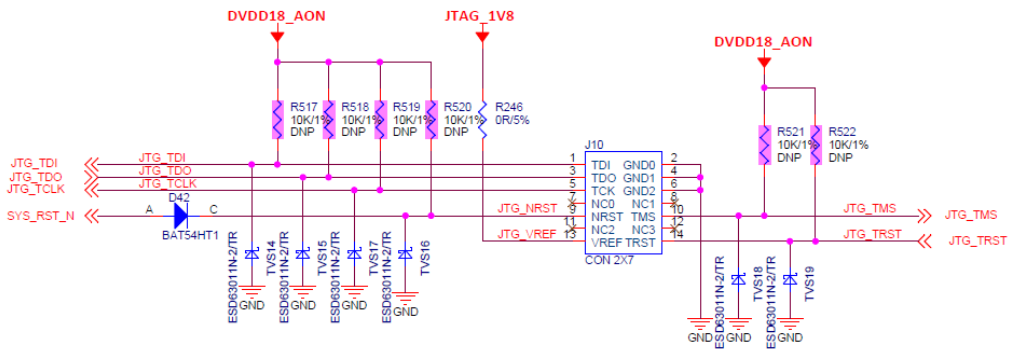 DVDD18_AON
JTAG_1V8
DVDD18_AON
R517
10K/1%
DNP
R518
10K/1%
DNP
R519
10K/1%
DNP
R520
10K/1%
DNP
R246
0R/5%
R521
10K/1%
DNP
R522
10K/1%
DNP
J10
JTG_TDI
JTG_TDI
1
TDI
GND0
2
JTG_TDO
JTG_TDO
3
TDO
GND1
4
JTG_TCLK
JTG_TCLK
5
TCK
GND2
6
7
NC0
NC1
8
SYS_RST_N
A
D42
C
BAT54HT1
JTG_NRST
9
NRST
TMS
10
JTG_TMS
JTG_TMS
11
NC2
NC3
12
JTG_VREF
13
VREF
TRST
14
JTG_TRST
JTG_TRST
CON 2X7
ESD63011N-2/TR
TVS14
ESD63011N-2/TR
TVS15
ESD63011N-2/TR
TVS17
ESD63011N-2/TR
TVS16
ESD63011N-2/TR
TVS18
ESD63011N-2/TR
TVS19
GND
GND
GND
GND
GND
GND
GND